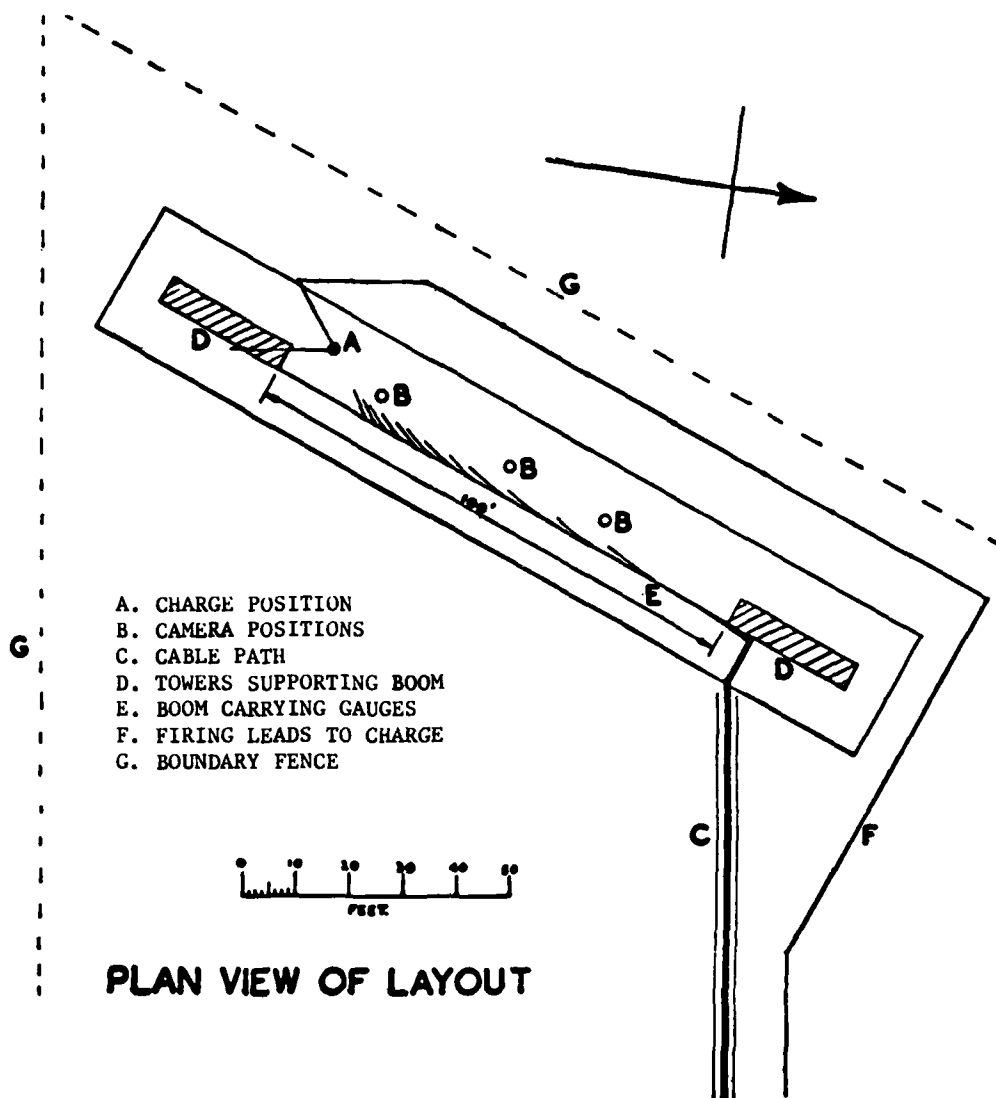 G
D
A
B
B
B
100'
E
D
A. CHARGE POSITION
B. CAMERA POSITIONS
C. CABLE PATH
D. TOWERS SUPPORTING BOOM
E. BOOM CARRYING GAUGES
F. FIRING LEADS TO CHARGE
G. BOUNDARY FENCE
G
C
F
0 10 20 30 40 50
FEET
PLAN VIEW OF LAYOUT